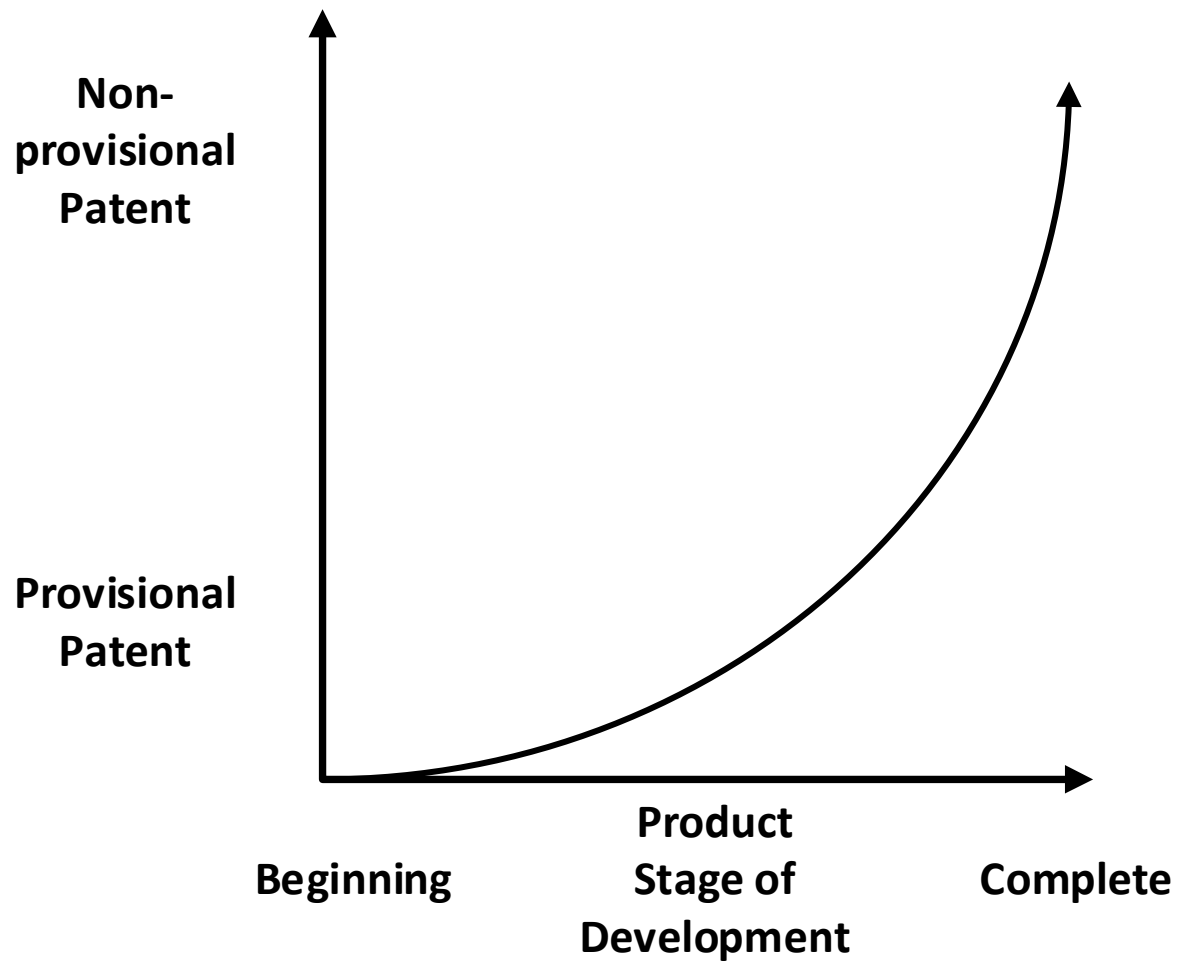 Non-
provisional
Patent
Provisional
Patent
Product
Stage of
Development
Beginning
Complete